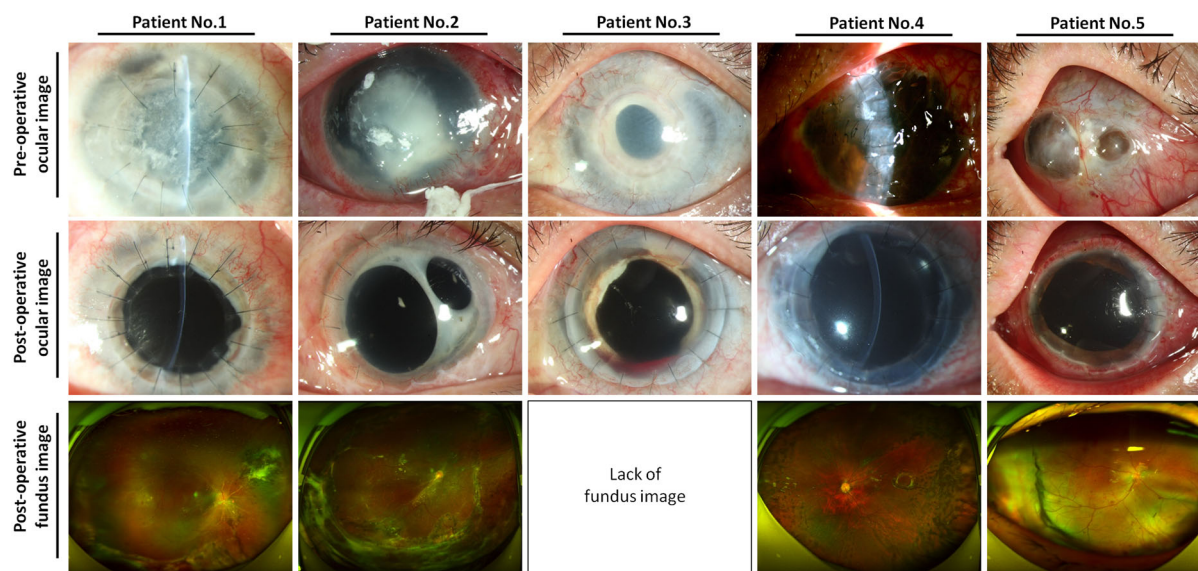 Patient No.1
Patient No.2
Patient No.3
Patient No.4
Patient No.5
Pre-operative
ocular image
Post-operative
ocular image
Post-operative
fundus image
Lack of
fundus image